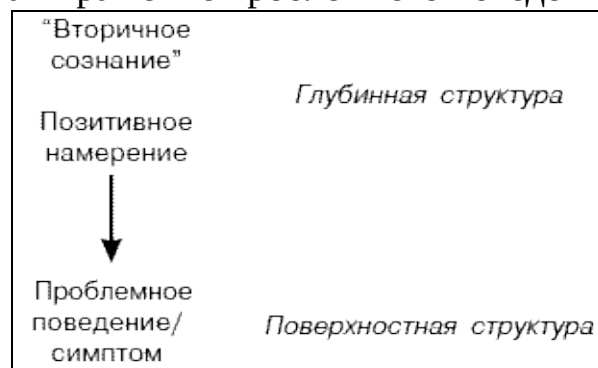 “Вторичное
сознание”
Глубинная структура
Позитивное
намерение
Проблемное
поведение/
симптом
Поверхностная структура